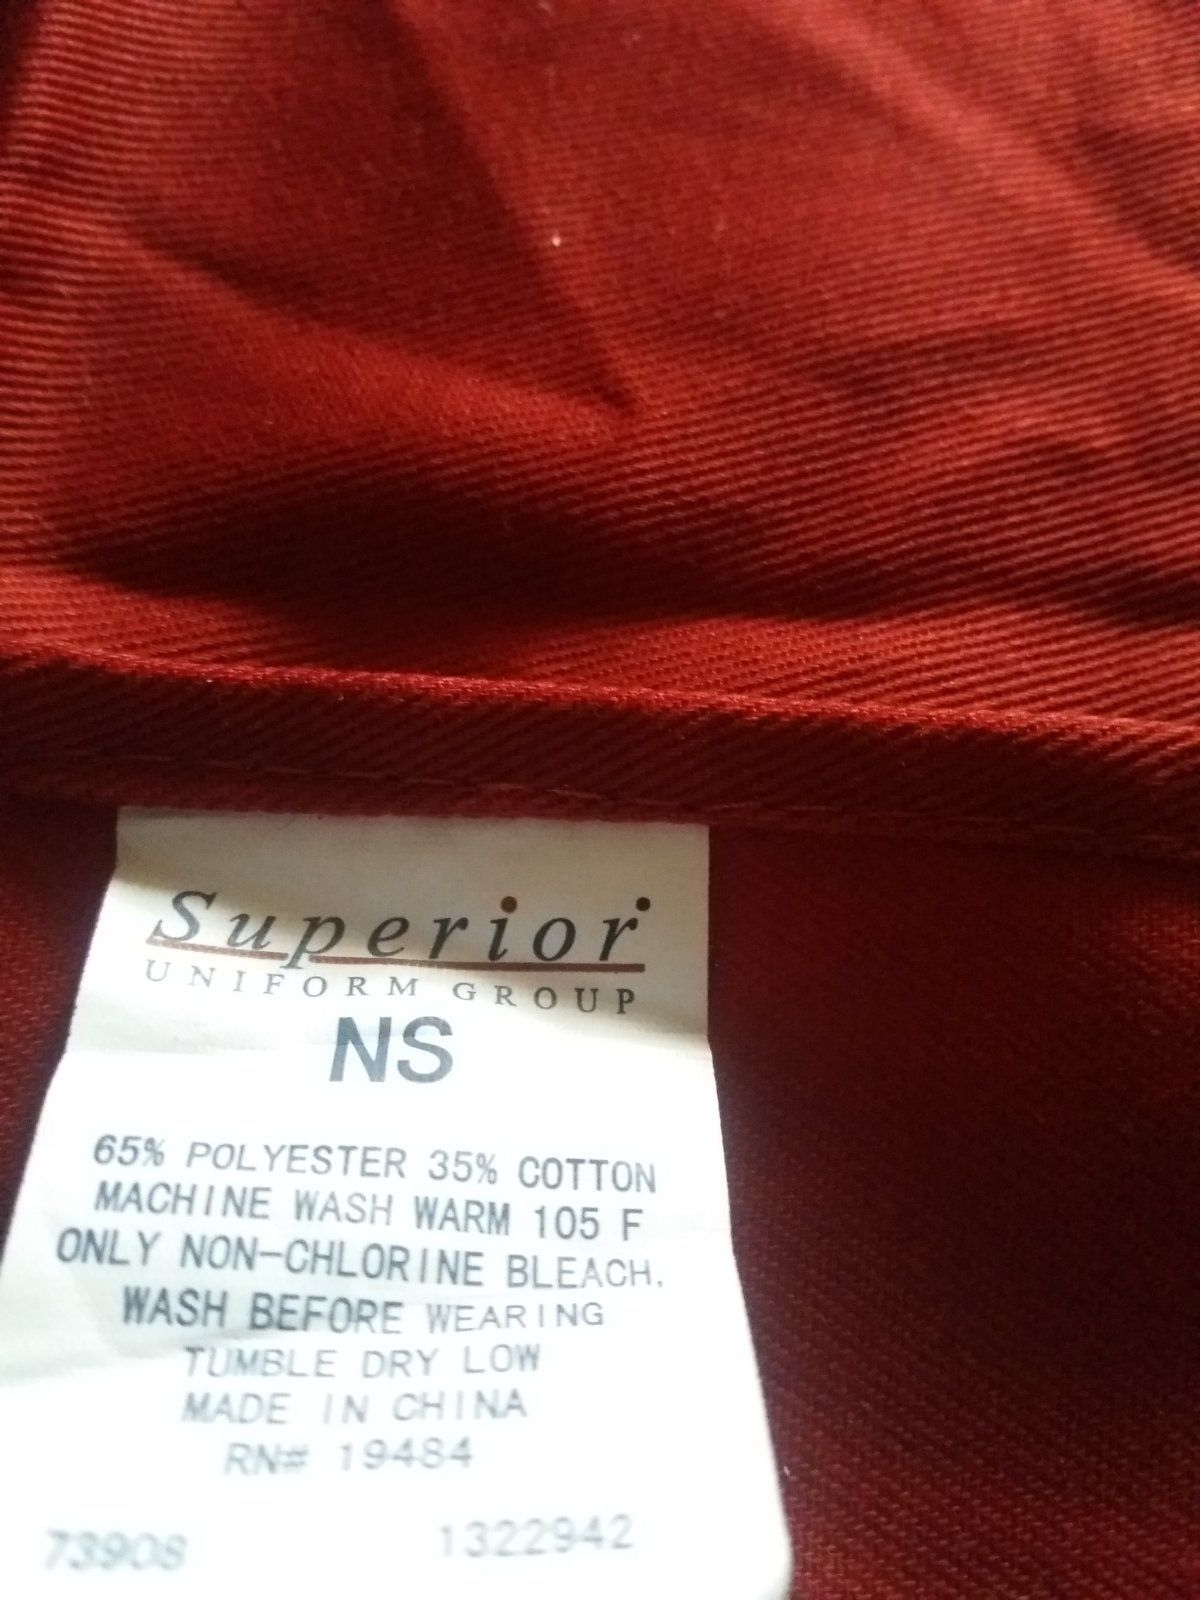 Superior
UNIFORM GROUP
NS
65% POLYESTER 35% COTTON
MACHINE WASH WARM 105 F
ONLY NON-CHLORINE BLEACH.
WASH BEFORE WEARING
TUMBLE DRY LOW
MADE IN CHINA
RN# 19484
73908 1322942